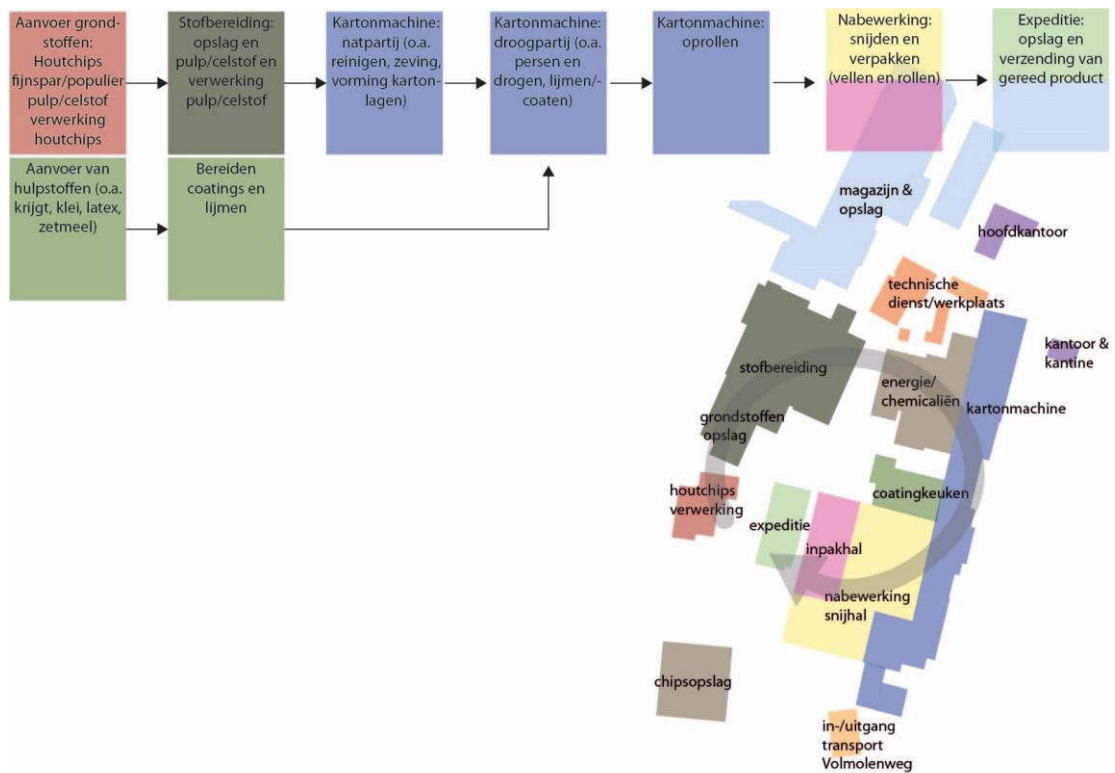 Aanvoer grond-
stoffen:
Houtchips
fijnspar/populier
pulp/celstof
verwerking
houtchips
Stofbereiding:
opslag en
pulp/celstof en
verwerking
pulp/celstof
Kartonmachine:
natpartij (o.a.
reinigen, zeving,
vorming karton-
lagen)
Kartonmachine:
droogpartij (o.a.
persen en
drogen, lijmen/-
coaten)
Kartonmachine:
oprollen
Nabewerking:
snijden en
verpakken
(vellen en rollen)
Expeditie:
opslag en
verzending van
gereed product
Aanvoer van
hulpstoffen (o.a.
krijgt, klei, latex,
zetmeel)
Bereiden
coatings en
lijmen
magazijn &
opslag
hoofdkantoor
technische
dienst/werkplaats
kantoor &
kantine
stofbereiding
energie/
chemicaliën
kartonmachine
grondstoffen
opslag
houtchips
verwerking
coatingkeuken
expeditie
inpakhal
nabewerking
snijhal
chipsopslag
in-/uitgang
transport
Volmolenweg